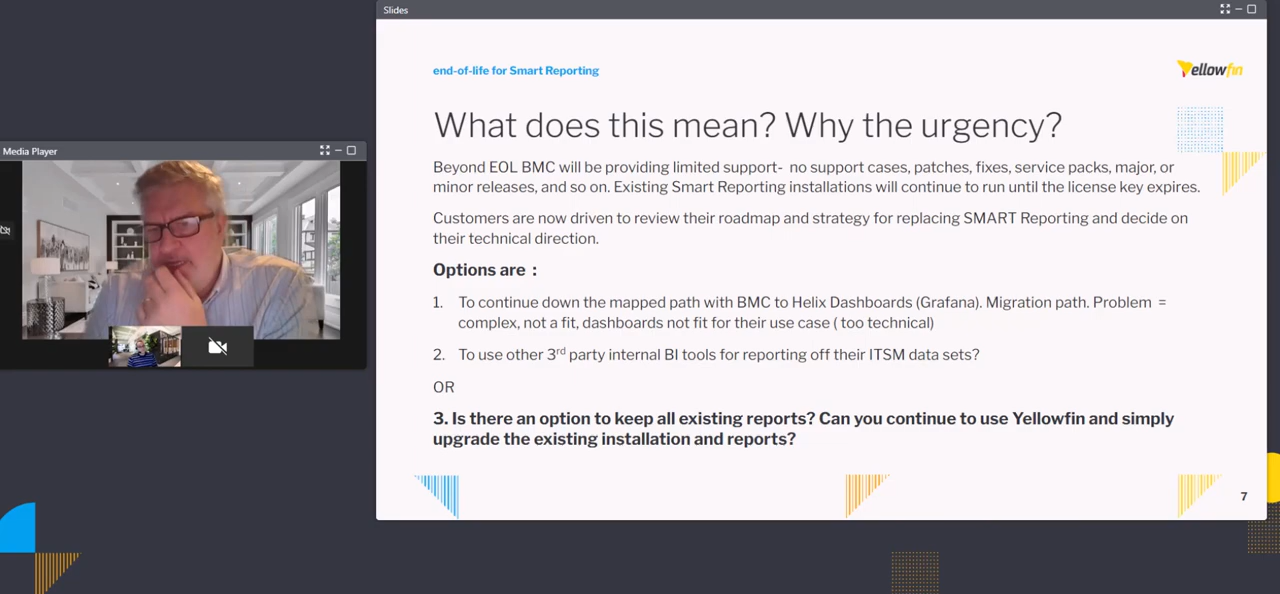 Slides
end-of-life for Smart Reporting
Yellowfin
What does this mean? Why the urgency?
Media Player
Beyond EOL BMC will be providing limited support- no support cases, patches, fixes, service packs, major, or
minor releases, and so on. Existing Smart Reporting installations will continue to run until the license key expires.
Customers are now driven to review their roadmap and strategy for replacing SMART Reporting and decide on
their technical direction.
Options are :
1. To continue down the mapped path with BMC to Helix Dashboards (Grafana). Migration path. Problem =
complex, not a fit, dashboards not fit for their use case ( too technical)
2. To use other 3rd party internal BI tools for reporting off their ITSM data sets?
OR
3. Is there an option to keep all existing reports? Can you continue to use Yellowfin and simply
upgrade the existing installation and reports?
7